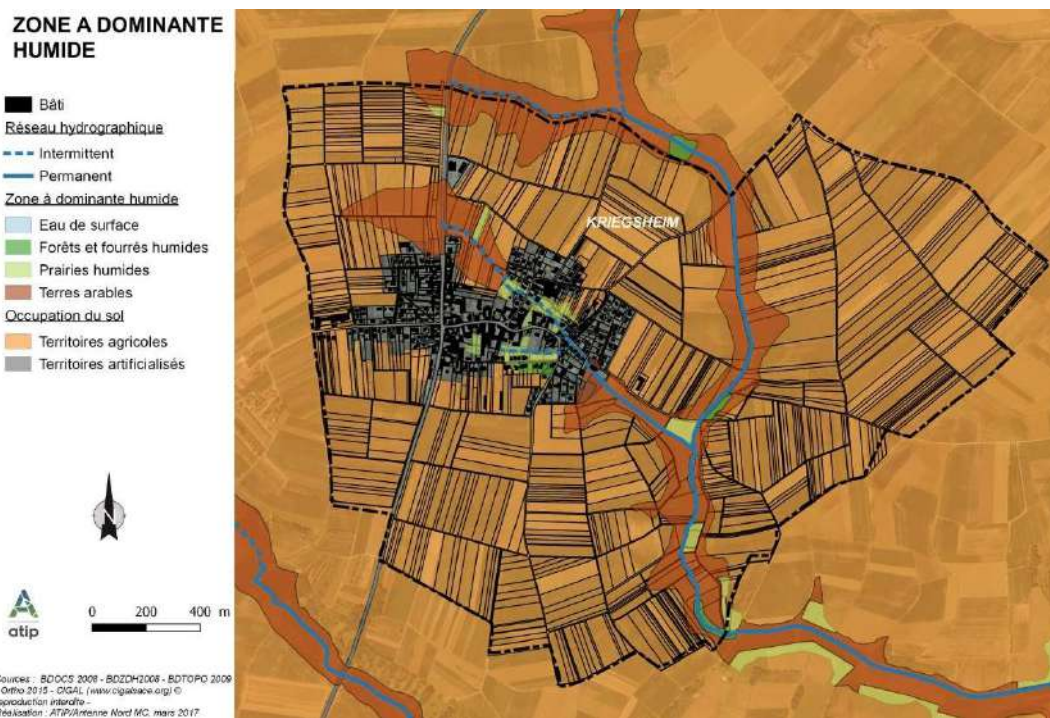 ZONE A DOMINANTE
HUMIDE
Bâti
Réseau hydrographique
Intermittent
Permanent
Zone à dominante humide
Eau de surface
Forêts et fourrés humides
Prairies humides
Terres arables
Occupation du sol
Territoires agricoles
Territoires artificialisés
KRIEGSHEIM
N
atip
0 200 400 m
Sources : BDOCS 2008 - BDZDH2008 - BDTOPO 2009
Ortho 2015 - CIGAL (www.cigalsace.org) ©
reproduction interdite -
Réalisation : ATIP/Antenne Nord MC, mars 2017